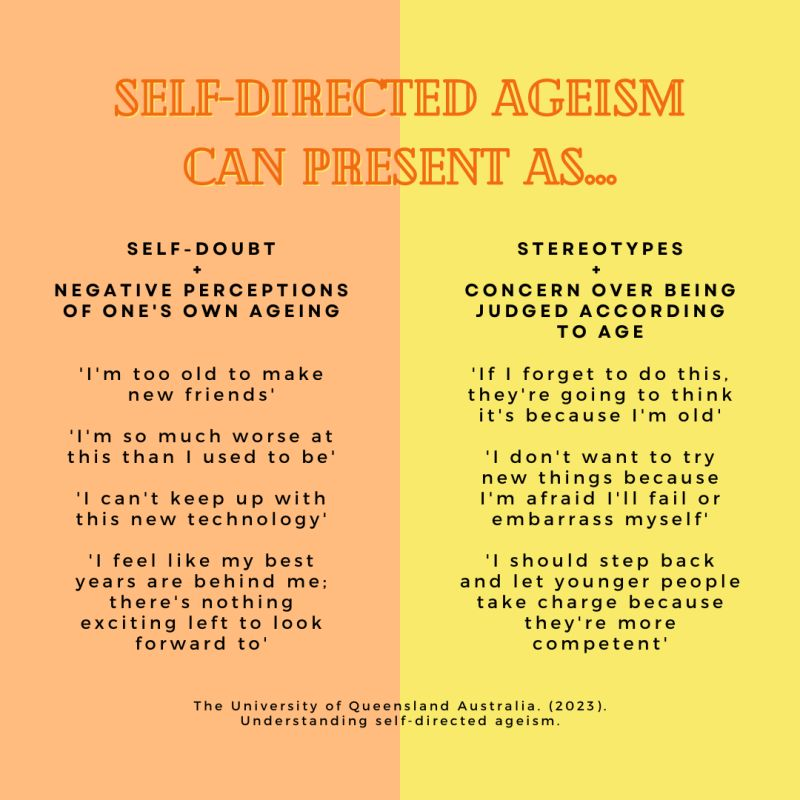 SELF-DIRECTED AGEISM
CAN PRESENT AS...
SELF-DOUBT
+
NEGATIVE PERCEPTIONS
OF ONE'S OWN AGEING
'I'm too old to make
new friends'
'I'm so much worse at
this than I used to be'
'I can't keep up with
this new technology'
'I feel like my best
years are behind me;
there's nothing
exciting left to look
forward to'
STEREOTYPES
+
CONCERN OVER BEING
JUDGED ACCORDING
TO AGE
'If I forget to do this,
they're going to think
it's because I'm old'
'I don't want to try
new things because
I'm afraid I'll fail or
embarrass myself'
'I should step back
and let younger people
take charge because
they're more
competent'
The University of Queensland Australia. (2023).
Understanding self-directed ageism.